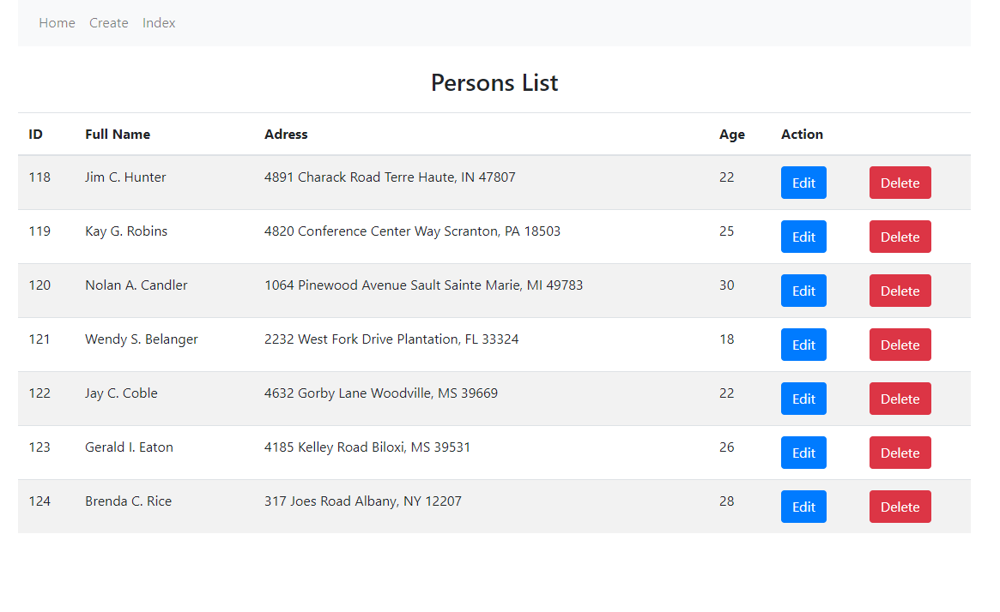 Home Create Index
Persons List
ID Full Name Adress Age Action
118 Jim C. Hunter 4891 Charack Road Terre Haute, IN 47807 22 Edit Delete
119 Kay G. Robins 4820 Conference Center Way Scranton, PA 18503 25 Edit Delete
120 Nolan A. Candler 1064 Pinewood Avenue Sault Sainte Marie, MI 49783 30 Edit Delete
121 Wendy S. Belanger 2232 West Fork Drive Plantation, FL 33324 18 Edit Delete
122 Jay C. Coble 4632 Gorby Lane Woodville, MS 39669 22 Edit Delete
123 Gerald I. Eaton 4185 Kelley Road Biloxi, MS 39531 26 Edit Delete
124 Brenda C. Rice 317 Joes Road Albany, NY 12207 28 Edit Delete